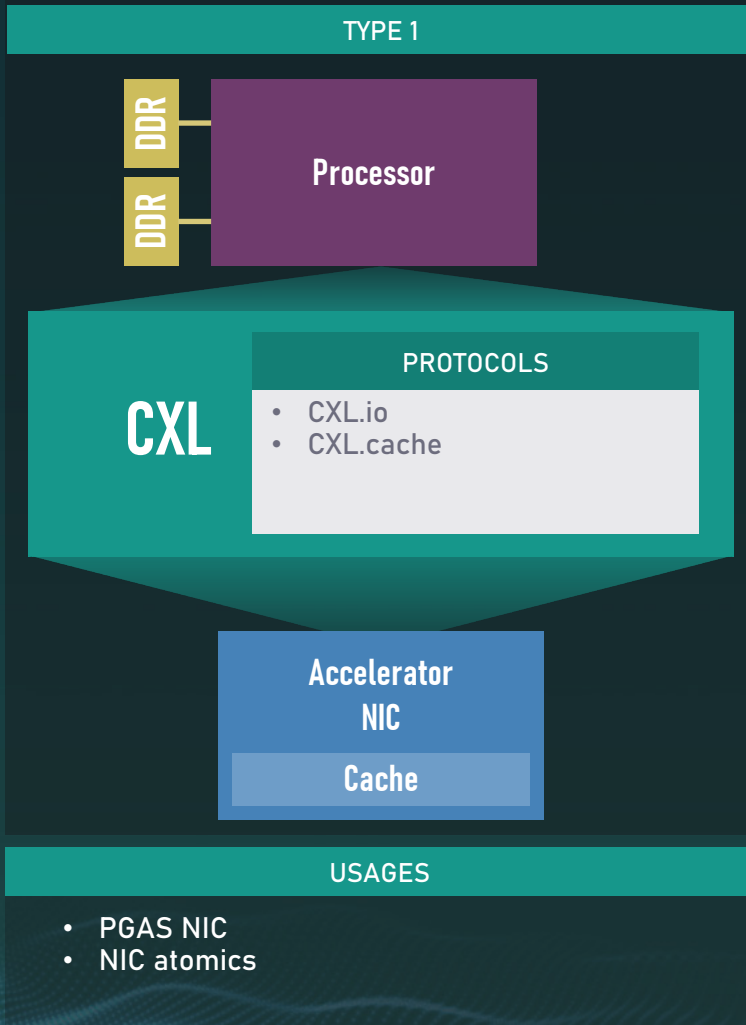 TYPE 1
DDR
DDR
Processor
CXL
PROTOCOLS
• CXL.io
• CXL.cache
Accelerator
NIC
Cache
USAGES
• PGAS NIC
• NIC atomics